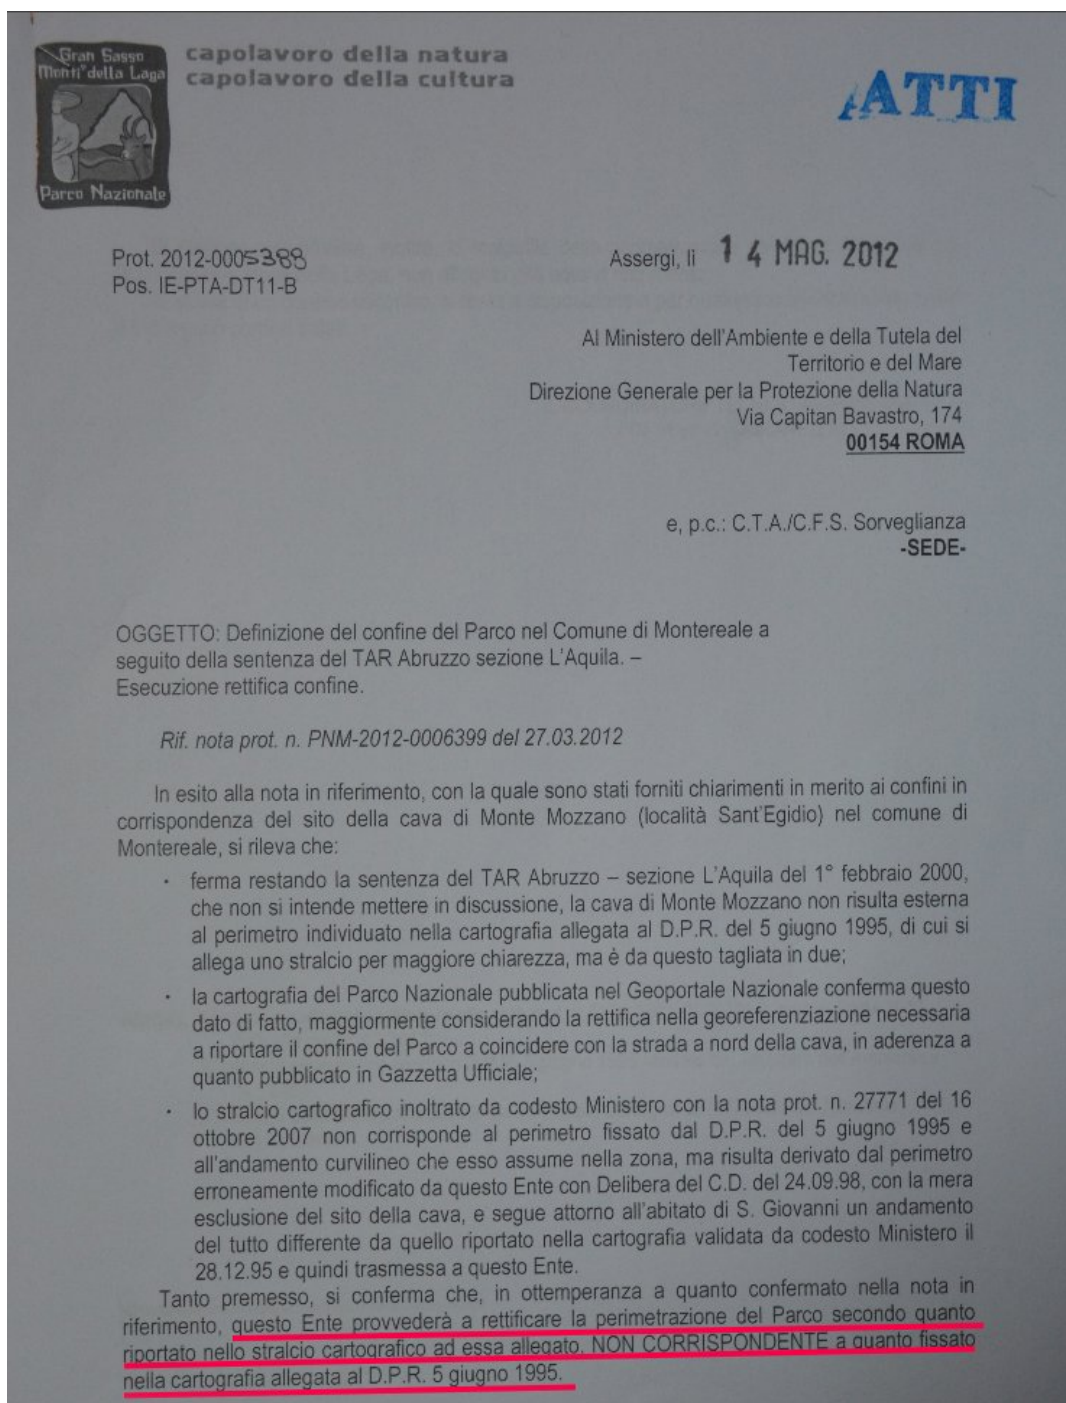 Gran Sasso
Monti della Laga
Parco Nazionale
capolavoro della natura
capolavoro della cultura
ATTI
Prot. 2012-0005388
Pos. IE-PTA-DT11-B
Assergi, li 14 MAG. 2012
Al Ministero dell'Ambiente e della Tutela del
Territorio e del Mare
Direzione Generale per la Protezione della Natura
Via Capitan Bavastro, 174
00154 ROMA
e, p.c.: C.T.A./C.F.S. Sorveglianza
-SEDE-
OGGETTO: Definizione del confine del Parco nel Comune di Montereale a
seguito della sentenza del TAR Abruzzo sezione L'Aquila. –
Esecuzione rettifica confine.
Rif. nota prot. n. PNM-2012-0006399 del 27.03.2012
In esito alla nota in riferimento, con la quale sono stati forniti chiarimenti in merito ai confini in
corrispondenza del sito della cava di Monte Mozzano (località Sant'Egidio) nel comune di
Montereale, si rileva che:
· ferma restando la sentenza del TAR Abruzzo – sezione L'Aquila del 1° febbraio 2000,
che non si intende mettere in discussione, la cava di Monte Mozzano non risulta esterna
al perimetro individuato nella cartografia allegata al D.P.R. del 5 giugno 1995, di cui si
allega uno stralcio per maggiore chiarezza, ma è da questo tagliata in due;
· la cartografia del Parco Nazionale pubblicata nel Geoportale Nazionale conferma questo
dato di fatto, maggiormente considerando la rettifica nella georeferenziazione necessaria
a riportare il confine del Parco a coincidere con la strada a nord della cava, in aderenza a
quanto pubblicato in Gazzetta Ufficiale;
· lo stralcio cartografico inoltrato da codesto Ministero con la nota prot. n. 27771 del 16
ottobre 2007 non corrisponde al perimetro fissato dal D.P.R. del 5 giugno 1995 e
all'andamento curvilineo che esso assume nella zona, ma risulta derivato dal perimetro
erroneamente modificato da questo Ente con Delibera del C.D. del 24.09.98, con la mera
esclusione del sito della cava, e segue attorno all'abitato di S. Giovanni un andamento
del tutto differente da quello riportato nella cartografia validata da codesto Ministero il
28.12.95 e quindi trasmessa a questo Ente.
Tanto premesso, si conferma che, in ottemperanza a quanto confermato nella nota in
riferimento, questo Ente provvederà a rettificare la perimetrazione del Parco secondo quanto
riportato nello stralcio cartografico ad essa allegato, NON CORRISPONDENTE a quanto fissato
nella cartografia allegata al D.P.R. 5 giugno 1995.